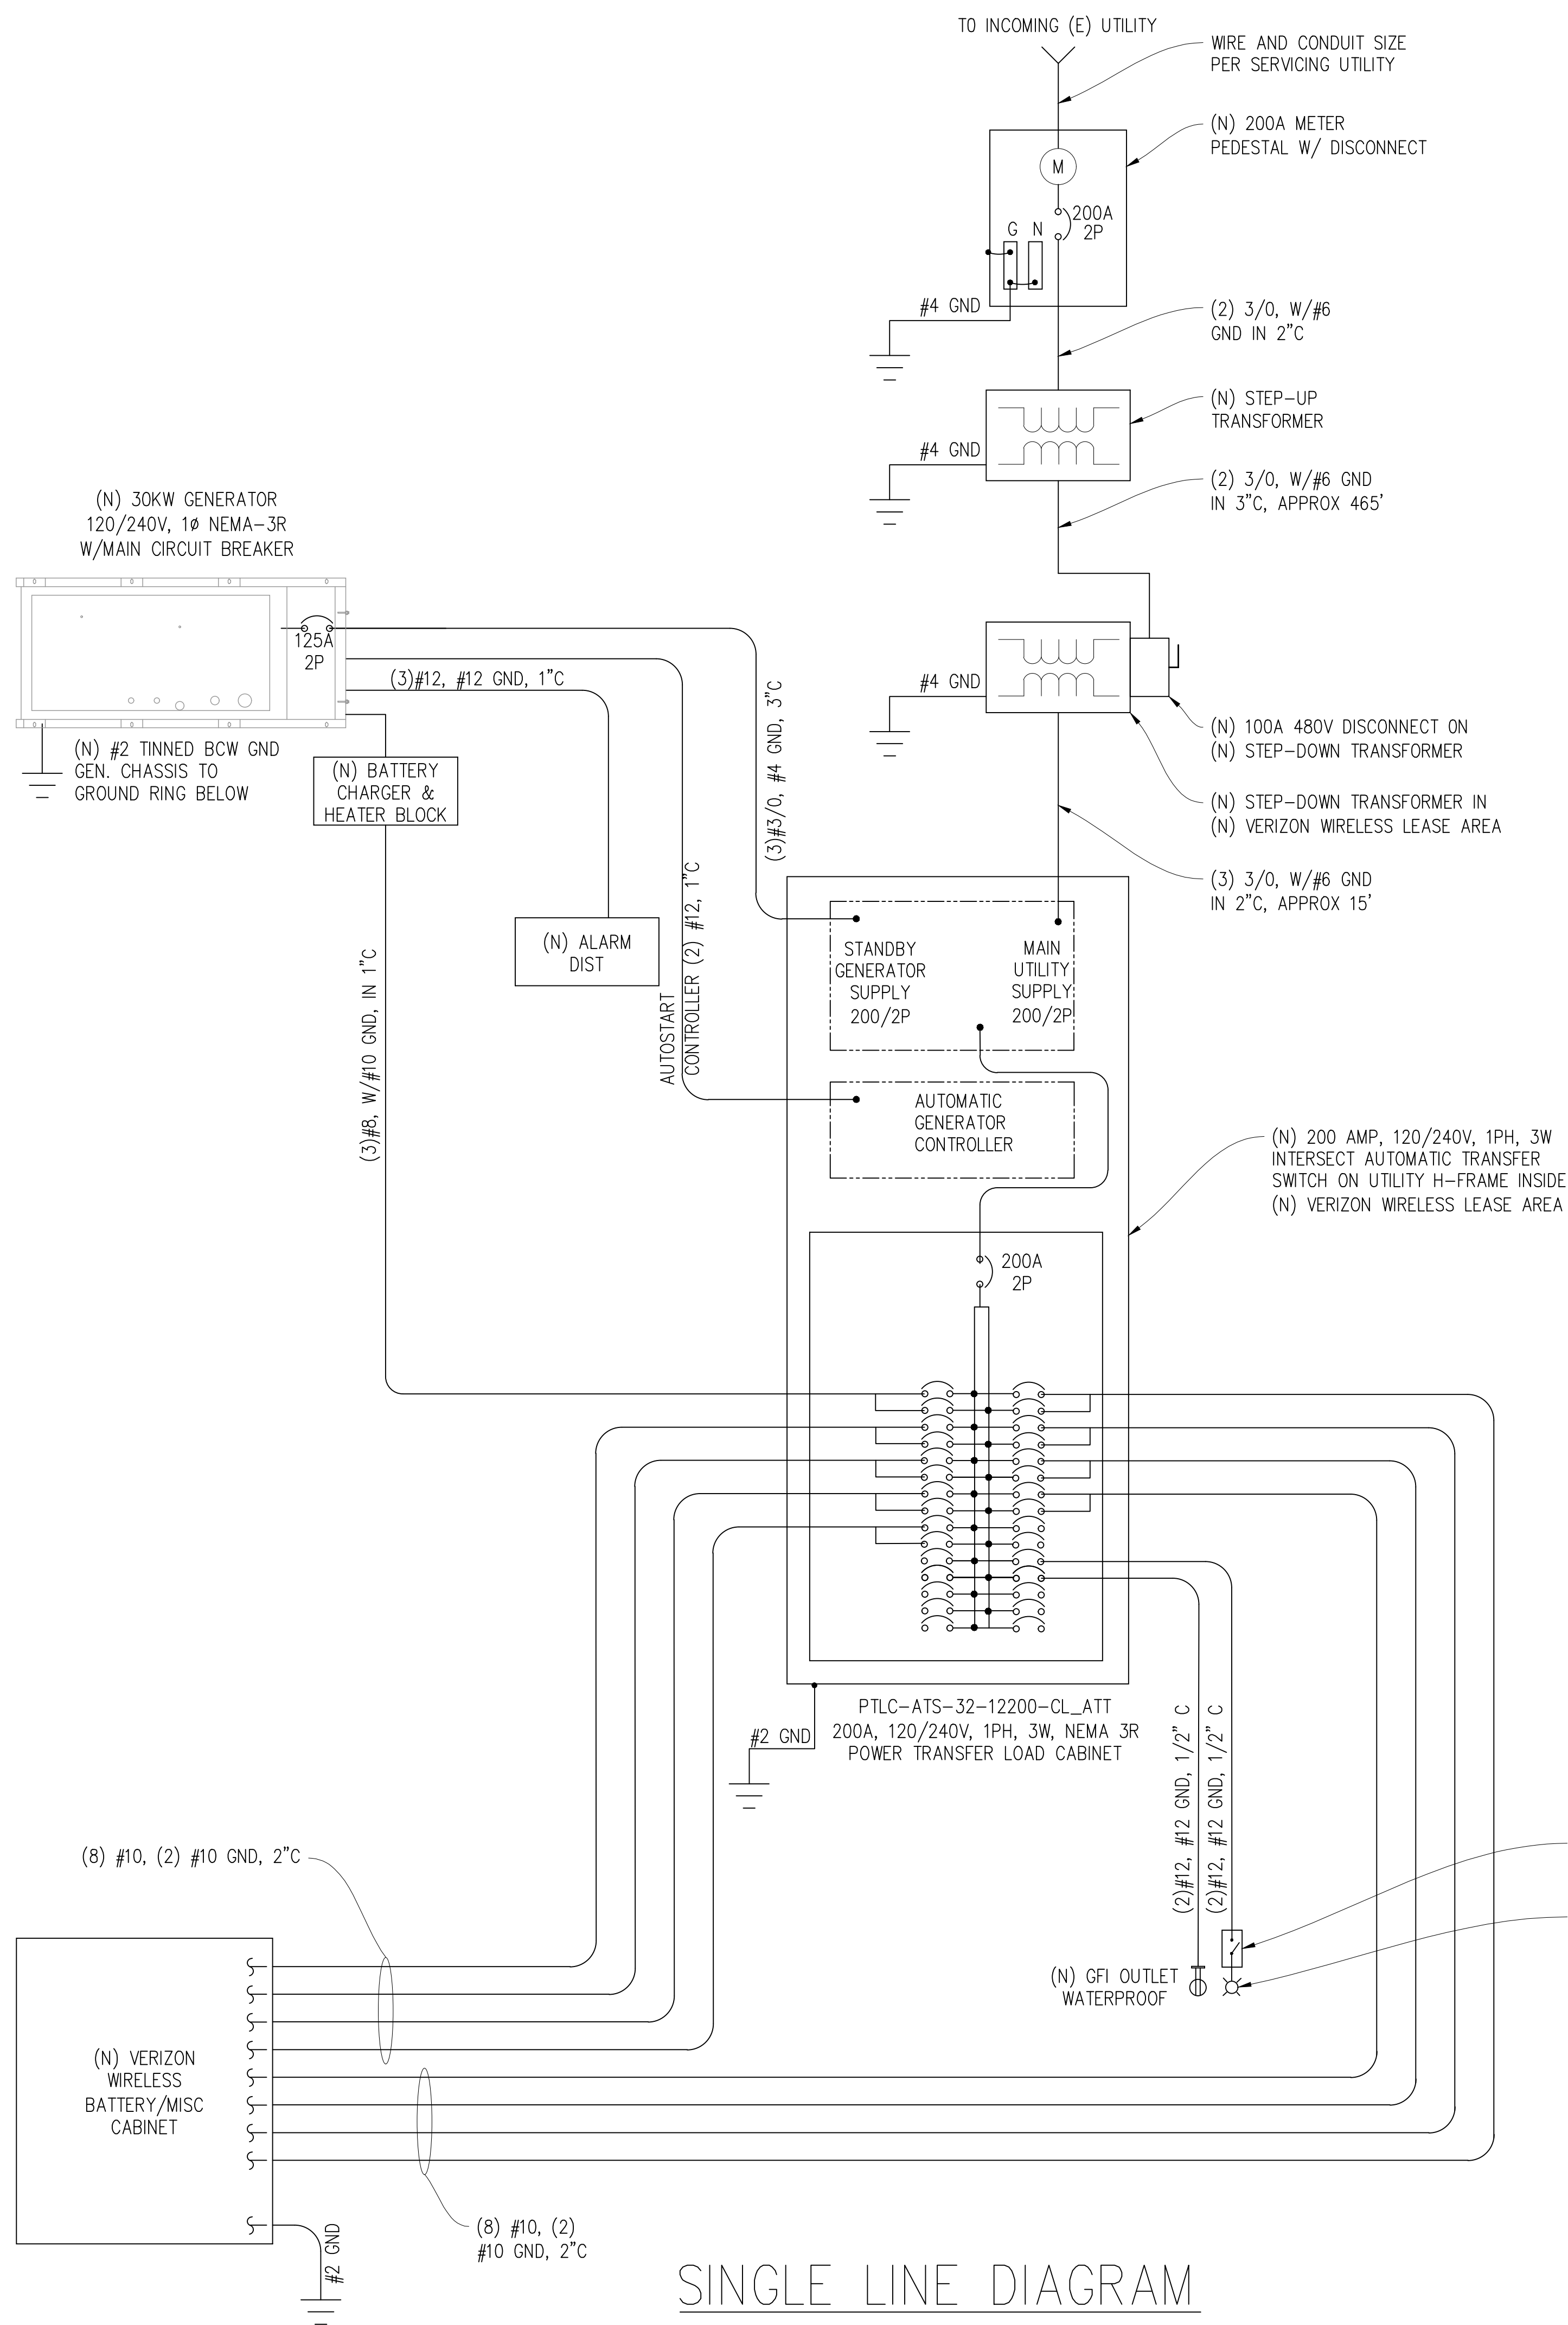 TO INCOMING (E) UTILITY
WIRE AND CONDUIT SIZE
PER SERVICING UTILITY
(N) 200A METER
PEDESTAL W/ DISCONNECT
M
200A
2P
G N
#4 GND
(2) 3/0, W/#6
GND IN 2"C
(N) STEP-UP
TRANSFORMER
#4 GND
(2) 3/0, W/#6 GND
IN 3"C, APPROX 465'
(N) 30KW GENERATOR
120/240V, 1ø NEMA-3R
W/MAIN CIRCUIT BREAKER
125A
2P
(3)#12, #12 GND, 1"C
(N) #2 TINNED BCW GND
GEN. CHASSIS TO
GROUND RING BELOW
(N) BATTERY
CHARGER &
HEATER BLOCK
(3)#3/0, #4 GND, 3"C
#4 GND
(N) 100A 480V DISCONNECT ON
(N) STEP-DOWN TRANSFORMER
(N) STEP-DOWN TRANSFORMER IN
(N) VERIZON WIRELESS LEASE AREA
(3) 3/0, W/#6 GND
IN 2"C, APPROX 15'
(N) ALARM
DIST
AUTOSTART
CONTROLLER (2) #12, 1"C
(3)#8, W/#10 GND, IN 1"C
STANDBY
GENERATOR
SUPPLY
200/2P
MAIN
UTILITY
SUPPLY
200/2P
AUTOMATIC
GENERATOR
CONTROLLER
(N) 200 AMP, 120/240V, 1PH, 3W
INTERSECT AUTOMATIC TRANSFER
SWITCH ON UTILITY H-FRAME INSIDE
(N) VERIZON WIRELESS LEASE AREA
200A
2P
PTLC-ATS-32-12200-CL_ATT
200A, 120/240V, 1PH, 3W, NEMA 3R
POWER TRANSFER LOAD CABINET
#2 GND
(2)#12, #12 GND, 1/2" C
(2)#12, #12 GND, 1/2" C
(8) #10, (2) #10 GND, 2"C
(N) GFI OUTLET
WATERPROOF
(N) VERIZON
WIRELESS
BATTERY/MISC
CABINET
(8) #10, (2)
#10 GND, 2"C
#2 GND
SINGLE LINE DIAGRAM